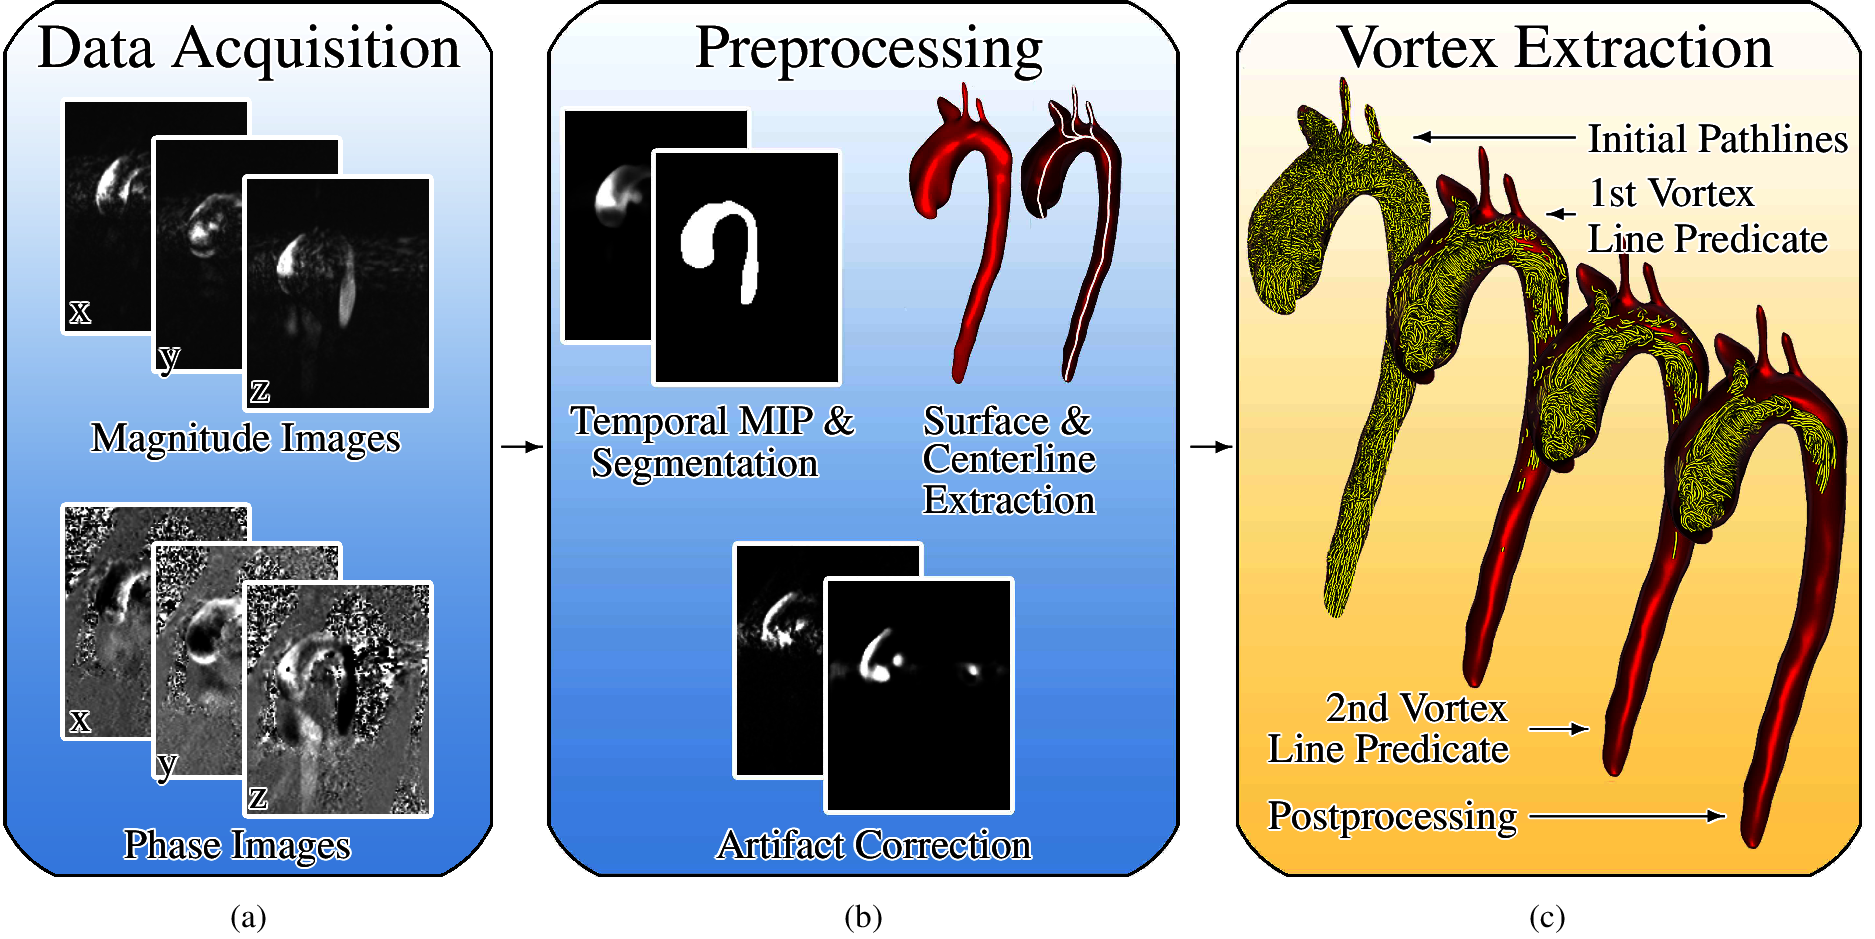 Data Acquisition
x
y
z
Magnitude Images
x
y
z
Phase Images
(a)
Preprocessing
Temporal MIP &
Segmentation
Surface &
Centerline
Extraction
Artifact Correction
(b)
Vortex Extraction
Initial Pathlines
1st Vortex
Line Predicate
2nd Vortex
Line Predicate
Postprocessing
(c)